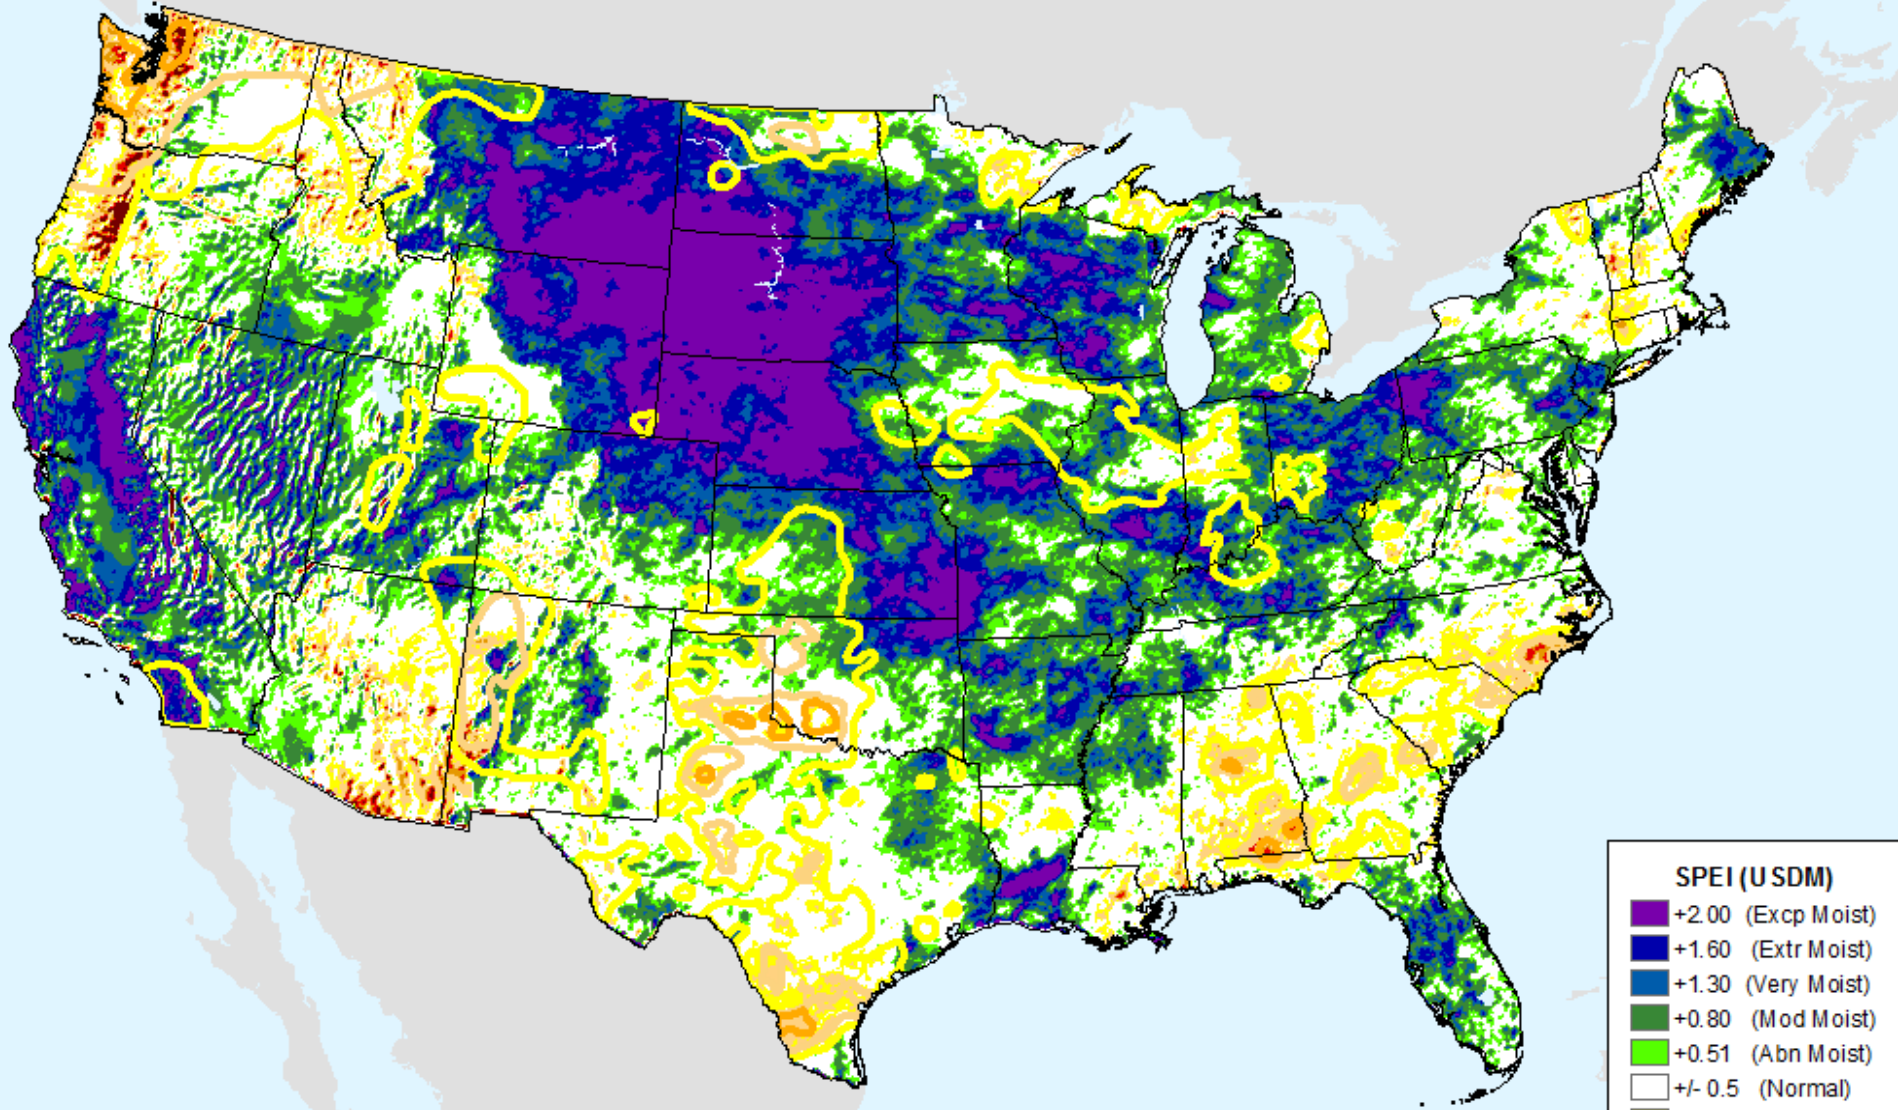 SPEI (USDM)
+2.00 (Excp Moist)
+1.60 (Extr Moist)
+1.30 (Very Moist)
+0.80 (Mod Moist)
+0.51 (Abn Moist)
+/- 0.5 (Normal)